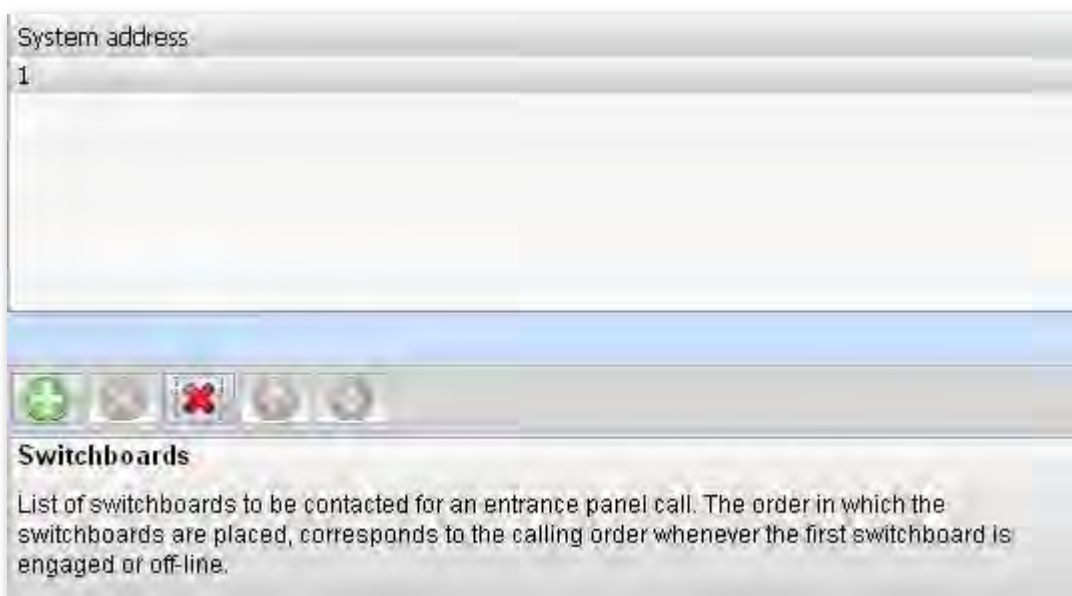 System address
1
Switchboards
List of switchboards to be contacted for an entrance panel call. The order in which the
switchboards are placed, corresponds to the calling order whenever the first switchboard is
engaged or off-line.